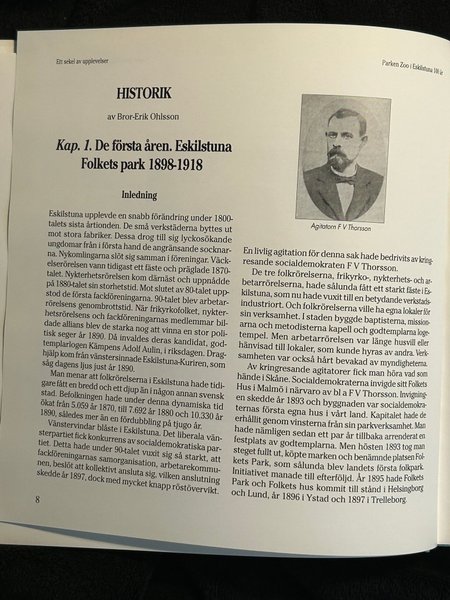 Ett sekel av upplevelser
Parken Zoo i Eskilstuna 100 år
HISTORIK
av Bror-Erik Ohlsson
Kap. 1. De första åren. Eskilstuna
Folkets park 1898-1918
Inledning
Eskilstuna upplevde en snabb förändring under 1800-
talets sista årtionden. De små verkstäderna byttes ut
mot stora fabriker. Dessa drog till sig lyckosökande
ungdomar från i första hand de angränsande socknar-
na. Nykomlingarna slöt sig samman i föreningar. Väck-
elserörelsen vann tidigast ett fäste och präglade 1870-
talet. Nykterhetsrörelsen kom därnäst och uppnådde
på 1880-talet sin storhetstid. Mot slutet av 80-talet upp-
stod de första fackföreningarna. 90-talet blev arbetar-
rörelsens genombrottstid. När frikyrkofolket, nykter-
hetsrörelsens och fackföreningarnas medlemmar bil-
dade allians blev de starka nog att vinna en stor poli-
tisk seger år 1890. Då invaldes deras kandidat, god-
templarlogen Kämpens Adolf Aulin, i riksdagen. Drag-
hjälp kom från vänstersinnade Eskilstuna-Kuriren, som
såg dagens ljus just år 1890.
Man menar att folkrörelserna i Eskilstuna hade tidi-
gare fått en bredd och ett djup än i någon annan svensk
stad. Befolkningen hade under denna dynamiska tid
ökat från 5.059 år 1870, till 7.692 år 1880 och 10.330 år
1890, således mer än en fördubbling på tjugo år.
Vänstervindar blåste i Eskilstuna. Det liberala vän-
sterpartiet fick konkurrens av socialdemokratiska par-
tiet. Detta hade under 90-talet vuxit sig så starkt, att
fackföreningarnas samorganisation, arbetarekommu-
nen, beslöt att kollektivt ansluta sig, vilken anslutning
skedde år 1897, dock med mycket knapp röstövervikt.
8
Agitatorn F V Thorsson
En livlig agitation för denna sak hade bedrivits av kring-
resande socialdemokraten F V Thorsson.
De tre folkrörelserna, frikyrko-, nykterhets- och ar-
betarrörelserna, hade sålunda fått ett starkt fäste i Es-
kilstuna, som nu hade vuxit till en betydande verkstads-
industriort. Och folkrörelserna ville ha egna lokaler för
sin verksamhet. I staden byggde baptisterna, mission-
arna och metodisterna kapell och godtemplarna loge-
tempel. Men arbetarrörelsen var länge husvill eller
hänvisad till lokaler, som kunde hyras av andra. Verk-
samheten var också hårt bevakad av myndigheterna.
Av kringresande agitatorer fick man höra vad som
hände i Skåne. Socialdemokraterna invigde sitt Folkets
Hus i Malmö i närvaro av bl a F V Thorsson. Invigning-
en skedde år 1893 och byggnaden var socialdemokra-
ternas första egna hus i vårt land. Kapitalet hade de
erhållit genom vinsterna från sin parkverksamhet. Man
hade nämligen sedan ett par år tillbaka arrenderat en
festplats av godtemplarna. Men hösten 1893 tog man
steget fullt ut, köpte marken och benämnde platsen Fol-
kets Park, som sålunda blev landets första folkpark.
Initiativet manade till efterföljd. År 1895 hade Folkets
Park och Folkets hus kommit till stånd i Helsingborg
och Lund, år 1896 i Ystad och 1897 i Trelleborg.